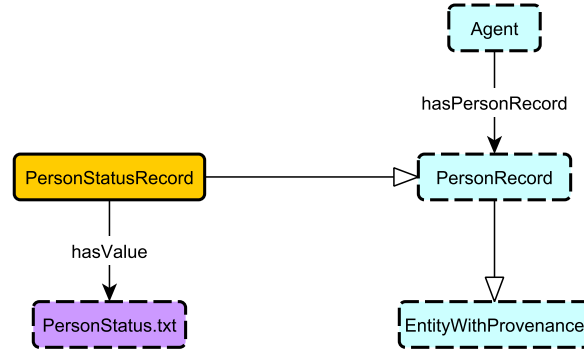 Agent
hasPersonRecord
PersonStatusRecord
PersonRecord
hasValue
PersonStatus.txt
EntityWithProvenance